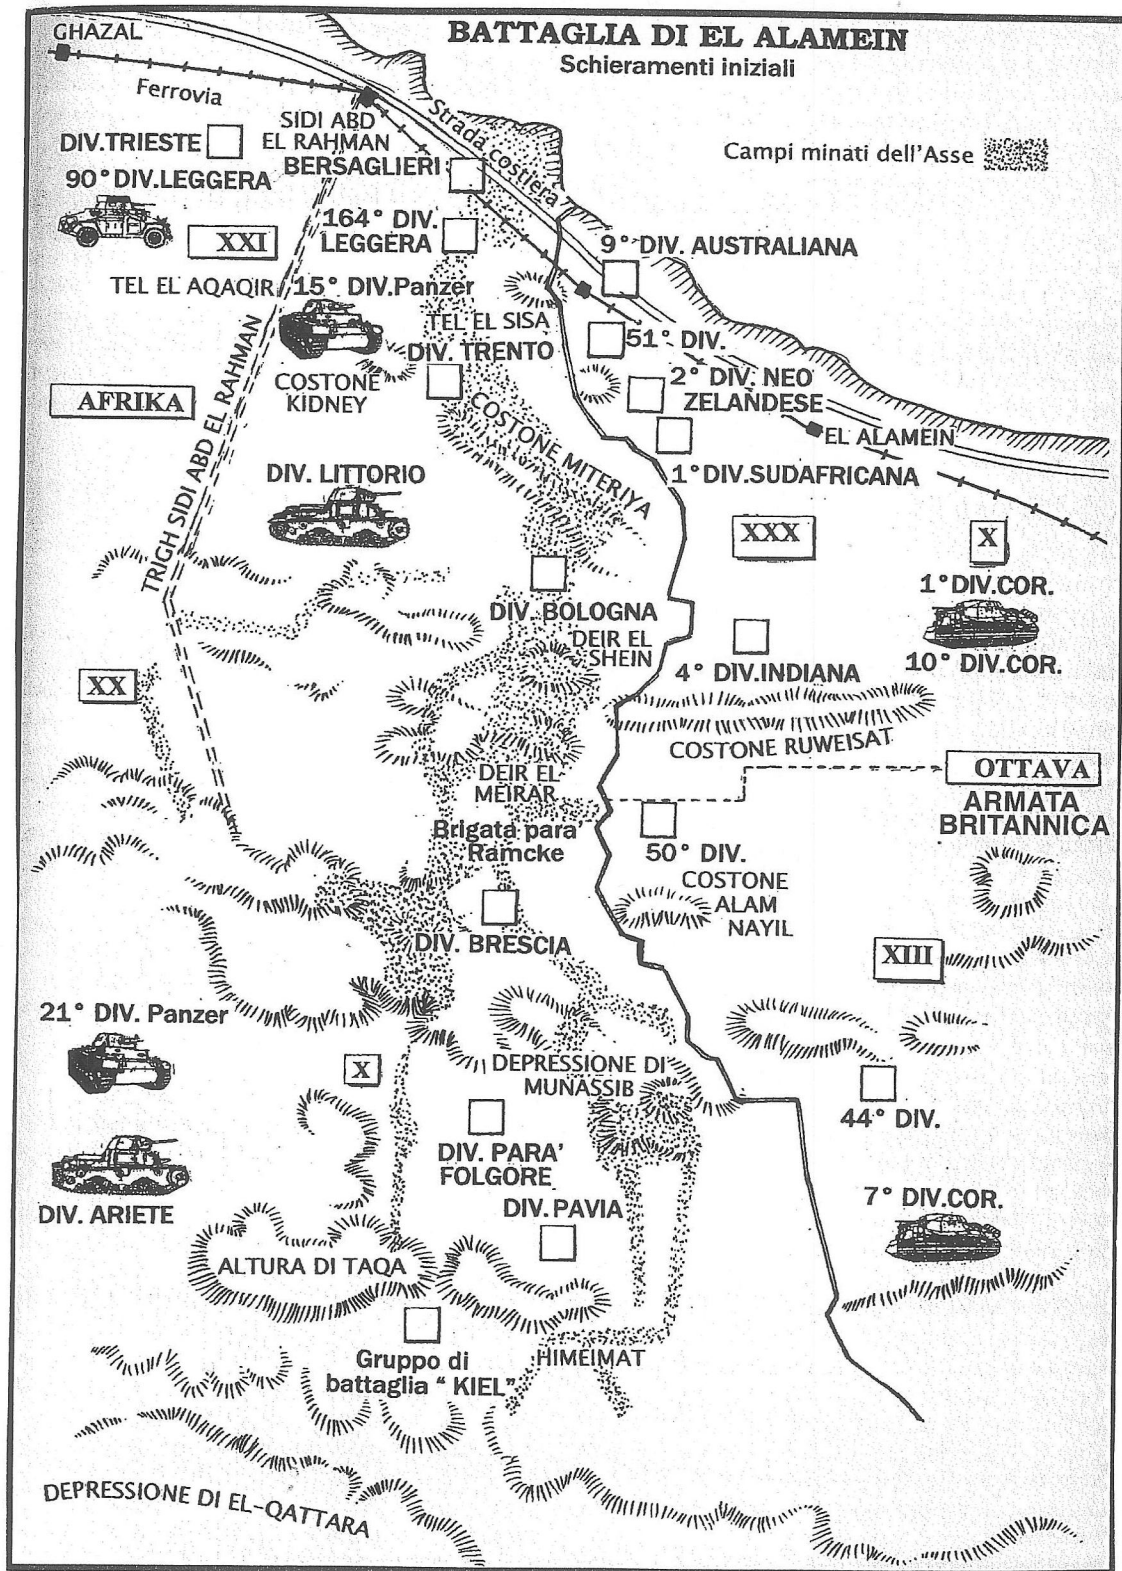 BATTAGLIA DI EL ALAMEIN
Schieramenti iniziali
GHAZAL
Ferrovia
Strada costiera
Campi minati dell'Asse
DIV.TRIESTE
SIDI ABD
EL RAHMAN
BERSAGLIERI
90° DIV.LEGGERA
164° DIV.
LEGGERA
XXI
9° DIV. AUSTRALIANA
TEL EL AQAQIR
15° DIV.Panzer
TEL EL SISA
51° DIV.
DIV. TRENTO
2° DIV. NEO
ZELANDESE
COSTONE
KIDNEY
AFRIKA
TRIGH SIDI ABD EL RAHMAN
COSTONE MITERIYA
EL ALAMEIN
1° DIV.SUDAFRICANA
DIV. LITTORIO
XXX
X
1° DIV.COR.
10° DIV.COR.
DIV. BOLOGNA
DEIR EL
SHEIN
4° DIV.INDIANA
XX
COSTONE RUWEISAT
DEIR EL
MEIRAR
OTTAVA
ARMATA
BRITANNICA
Brigata para'
Ramcke
50° DIV.
COSTONE
ALAM
NAYIL
DIV. BRESCIA
XIII
21° DIV. Panzer
X
DEPRESSIONE DI
MUNASSIB
44° DIV.
DIV. PARA'
FOLGORE
DIV. ARIETE
DIV. PAVIA
7° DIV.COR.
ALTURA DI TAQA
HIMEIMAT
Gruppo di
battaglia " KIEL"
DEPRESSIONE DI EL-QATTARA